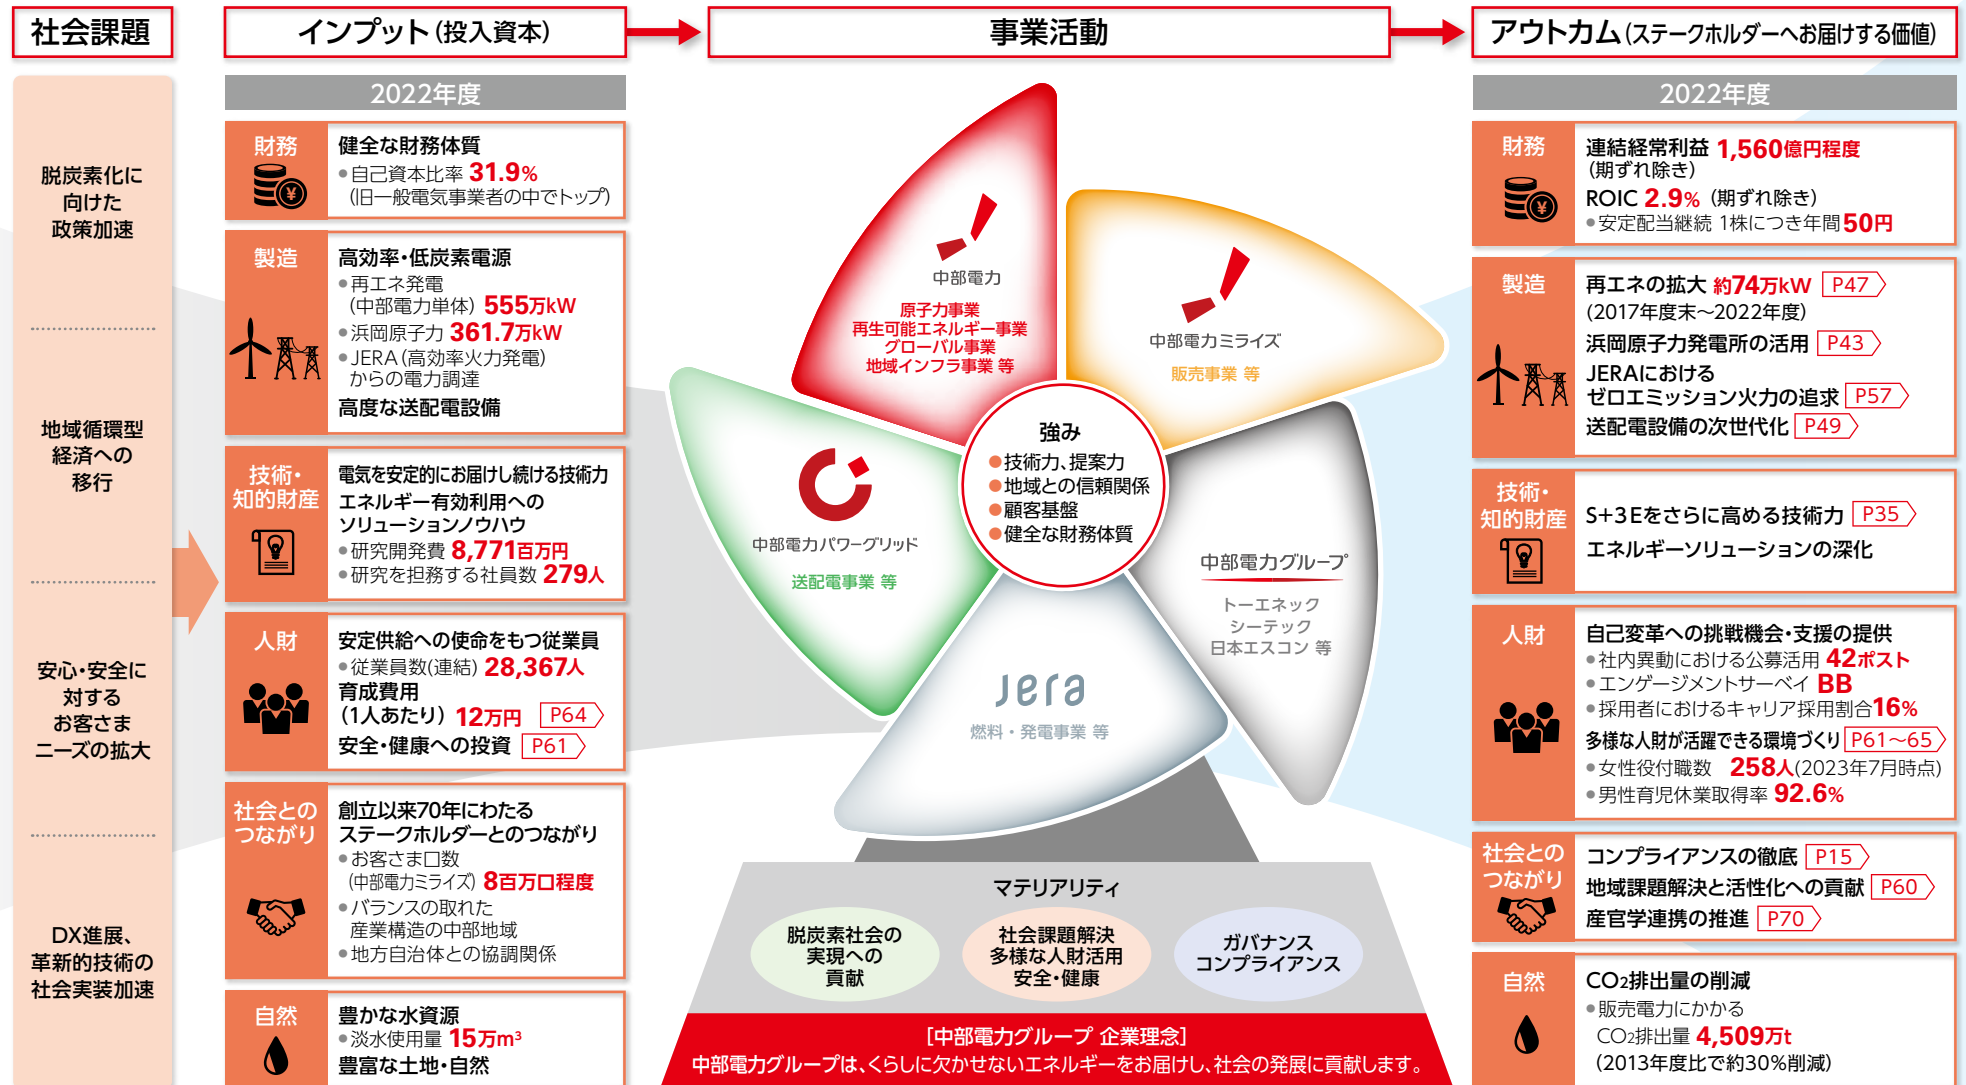 社会課題
脱炭素化に
向けた
政策加速
地域循環型
経済への
移行
安心・安全に
対する
お客さま
ニーズの拡大
DX進展、
革新的技術の
社会実装加速
インプット(投入資本)
2022年度
財務
健全な財務体質
●自己資本比率 31.9%
(旧一般電気事業者の中でトップ)
製造
高効率・低炭素電源
●再エネ発電
(中部電力単体) 555万kW
●浜岡原子力 361.7万kW
●JERA(高効率火力発電)
からの電力調達
高度な送配電設備
技術・
知的財産
電気を安定的にお届けし続ける技術力
エネルギー有効利用への
ソリューションノウハウ
●研究開発費 8,771百万円
●研究を担務する社員数 279人
人財
安定供給への使命をもつ従業員
●従業員数(連結) 28,367人
育成費用
(1人あたり) 12万円 P64
安全・健康への投資 P61
社会との
つながり
創立以来70年にわたる
ステークホルダーとのつながり
●お客さま口数
(中部電力ミライズ) 8百万口程度
●バランスの取れた
産業構造の中部地域
●地方自治体との協調関係
自然
豊かな水資源
●淡水使用量 15万m³
豊富な土地・自然
事業活動
中部電力
原子力事業
再生可能エネルギー事業
グローバル事業
地域インフラ事業 等
中部電力ミライズ
販売事業 等
中部電力パワーグリッド
送配電事業 等
中部電力グループ
トーエネック
シーテック
日本エスコン 等
Jera
燃料・発電事業 等
強み
●技術力、提案力
●地域との信頼関係
●顧客基盤
●健全な財務体質
マテリアリティ
脱炭素社会の
実現への
貢献
社会課題解決
多様な人財活用
安全・健康
ガバナンス
コンプライアンス
[中部電力グループ 企業理念]
中部電力グループは、くらしに欠かせないエネルギーをお届けし、社会の発展に貢献します。
アウトカム(ステークホルダーへお届けする価値)
2022年度
財務
連結経常利益 1,560億円程度
(期ずれ除き)
ROIC 2.9% (期ずれ除き)
●安定配当継続 1株につき年間50円
製造
再エネの拡大 約74万kW P47
(2017年度末〜2022年度)
浜岡原子力発電所の活用 P43
JERAにおける
ゼロエミッション火力の追求 P57
送配電設備の次世代化 P49
技術・
知的財産
S+3Eをさらに高める技術力 P35
エネルギーソリューションの深化
人財
自己変革への挑戦機会・支援の提供
●社内異動における公募活用 42ポスト
●エンゲージメントサーベイ BB
●採用者におけるキャリア採用割合16%
多様な人財が活躍できる環境づくり P61〜65
●女性役付職数 258人(2023年7月時点)
●男性育児休業取得率 92.6%
社会との
つながり
コンプライアンスの徹底 P15
地域課題解決と活性化への貢献 P60
産官学連携の推進 P70
自然
CO₂排出量の削減
●販売電力にかかる
CO₂排出量 4,509万t
(2013年度比で約30%削減)